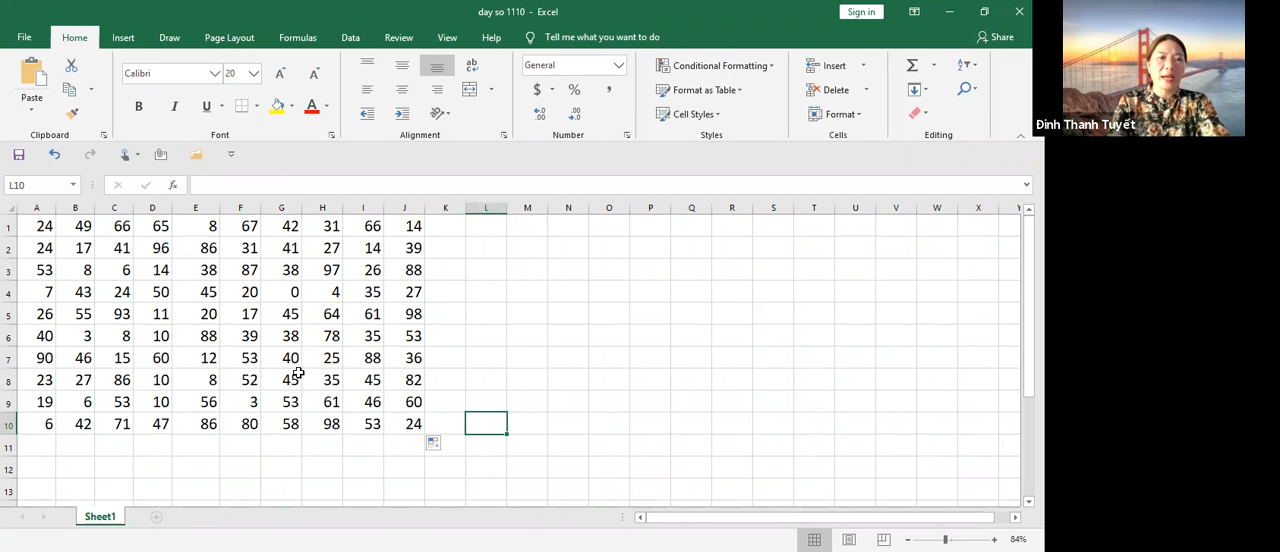 day so 1110 - Excel
Sign in
File Home Insert Draw Page Layout Formulas Data Review View Help Tell me what you want to do Share
Paste
Calibri 20
B I U A
General
$ % ,
Conditional Formatting
Format as Table
Cell Styles
Insert
Delete
Format
Clipboard Font Alignment Number Styles Cells Editing
L10 fx
A B C D E F G H I J K L M N O P Q R S T U V W X Y
1 24 49 66 65 8 67 42 31 66 14
2 24 17 41 96 86 31 41 27 14 39
3 53 8 6 14 38 87 38 97 26 88
4 7 43 24 50 45 20 0 4 35 27
5 26 55 93 11 20 17 45 64 61 98
6 40 3 8 10 88 39 38 78 35 53
7 90 46 15 60 12 53 40 25 88 36
8 23 27 86 10 8 52 45 35 45 82
9 19 6 53 10 56 3 53 61 46 60
10 6 42 71 47 86 80 58 98 53 24
11
12
13
Sheet1
84%
Đinh Thanh Tuyết